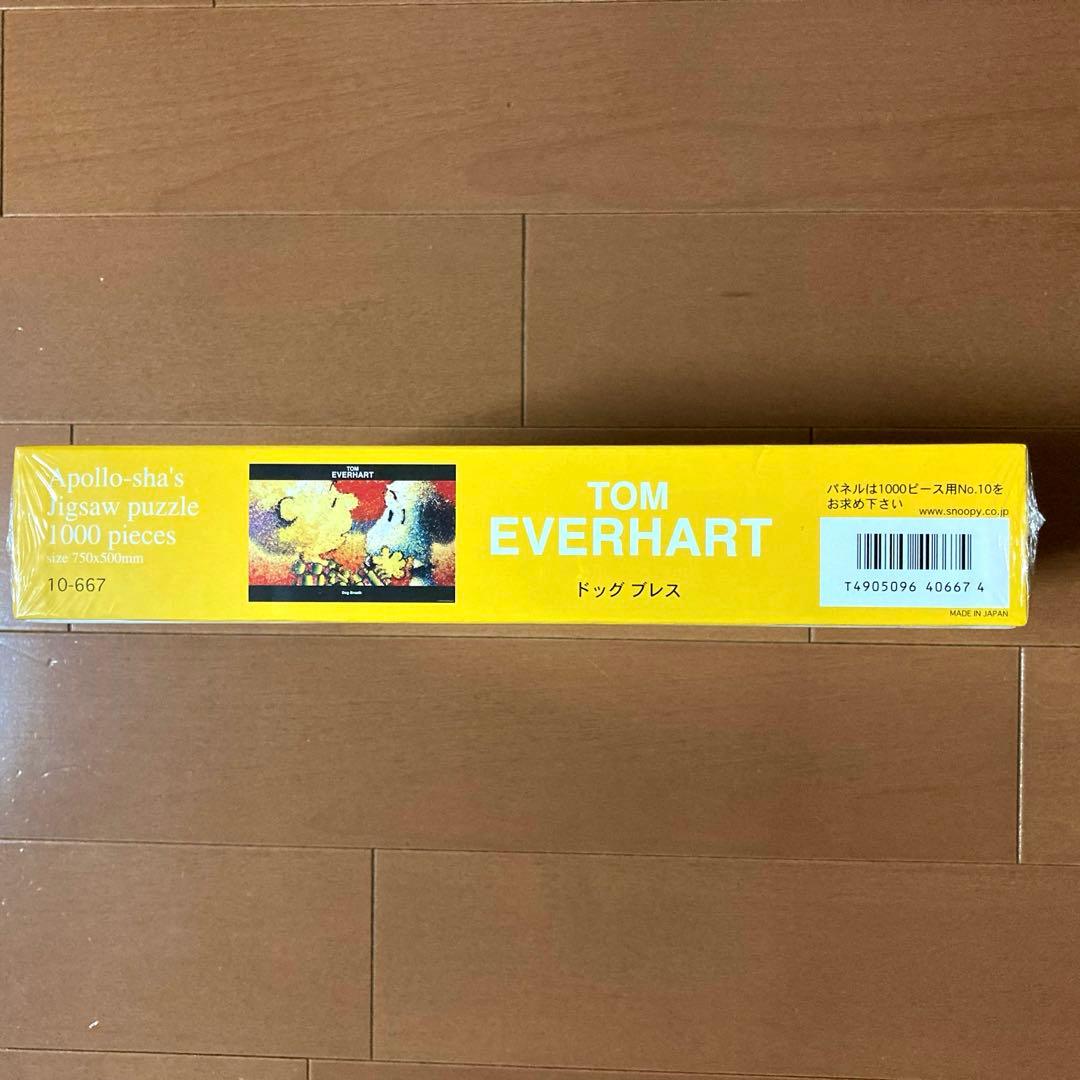 Apollo-sha's
Jigsaw puzzle
1000 pieces
size 750x500mm
10-667
TOM
EVERHART
Dog Breath
TOM
EVERHART
ドッグ ブレス
パネルは1000ピース用No.10を
お求め下さい
www.snoopy.co.jp
T4905096 40667 4
MADE IN JAPAN